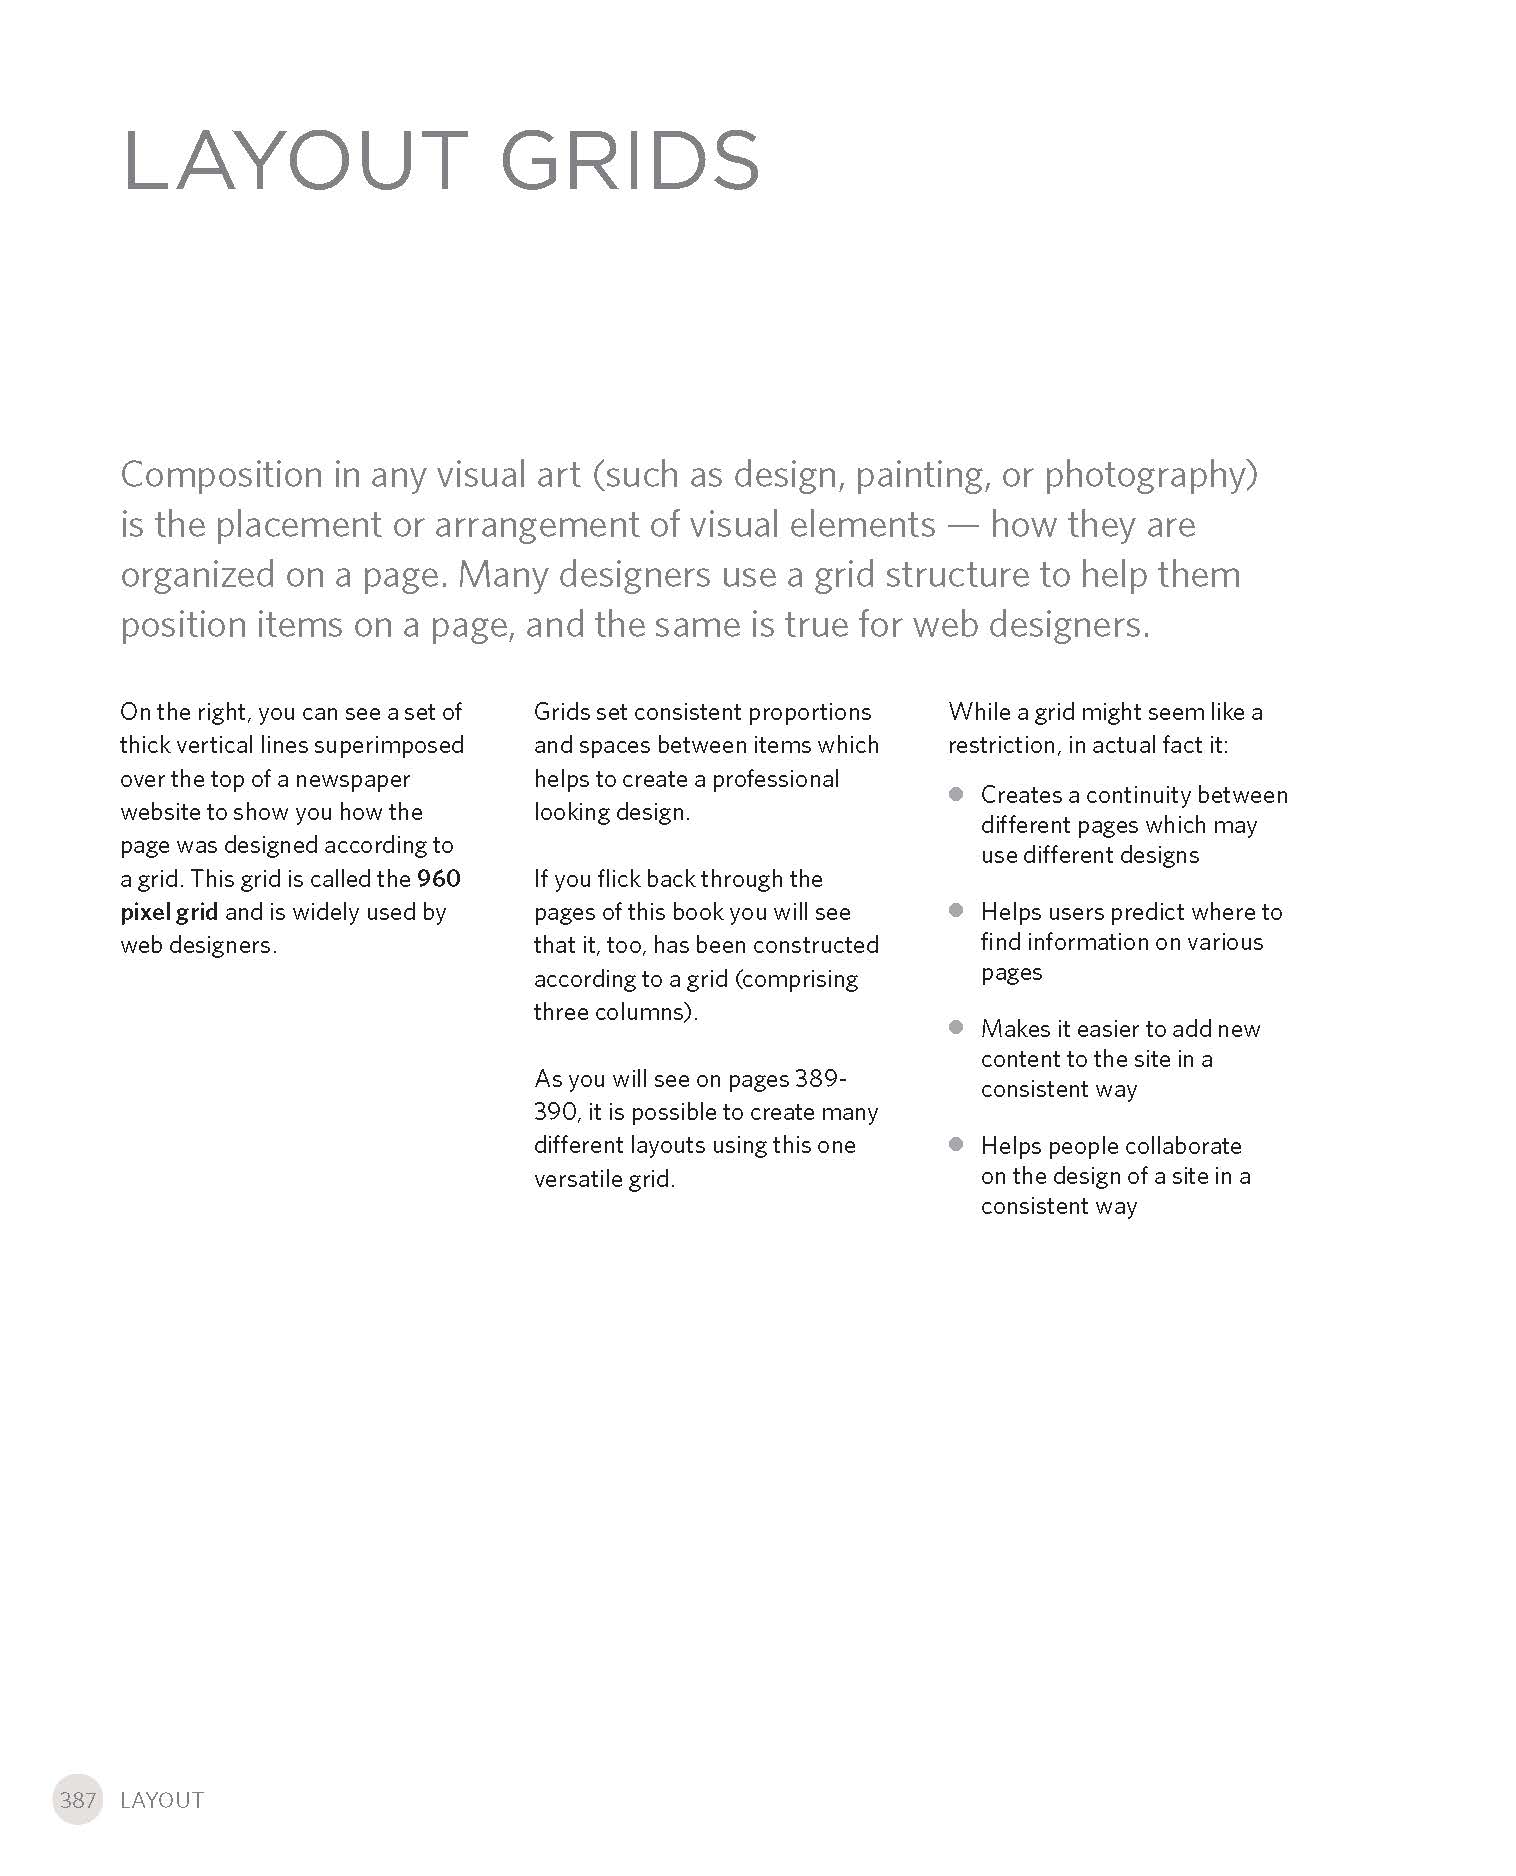 LAYOUT GRIDS
Composition in any visual art (such as design, painting, or photography)
is the placement or arrangement of visual elements — how they are
organized on a page. Many designers use a grid structure to help them
position items on a page, and the same is true for web designers.
On the right, you can see a set of
thick vertical lines superimposed
over the top of a newspaper
website to show you how the
page was designed according to
a grid. This grid is called the 960
pixel grid and is widely used by
web designers.
Grids set consistent proportions
and spaces between items which
helps to create a professional
looking design.
If you flick back through the
pages of this book you will see
that it, too, has been constructed
according to a grid (comprising
three columns).
As you will see on pages 389-
390, it is possible to create many
different layouts using this one
versatile grid.
While a grid might seem like a
restriction, in actual fact it:
● Creates a continuity between
different pages which may
use different designs
● Helps users predict where to
find information on various
pages
● Makes it easier to add new
content to the site in a
consistent way
● Helps people collaborate
on the design of a site in a
consistent way
387 LAYOUT